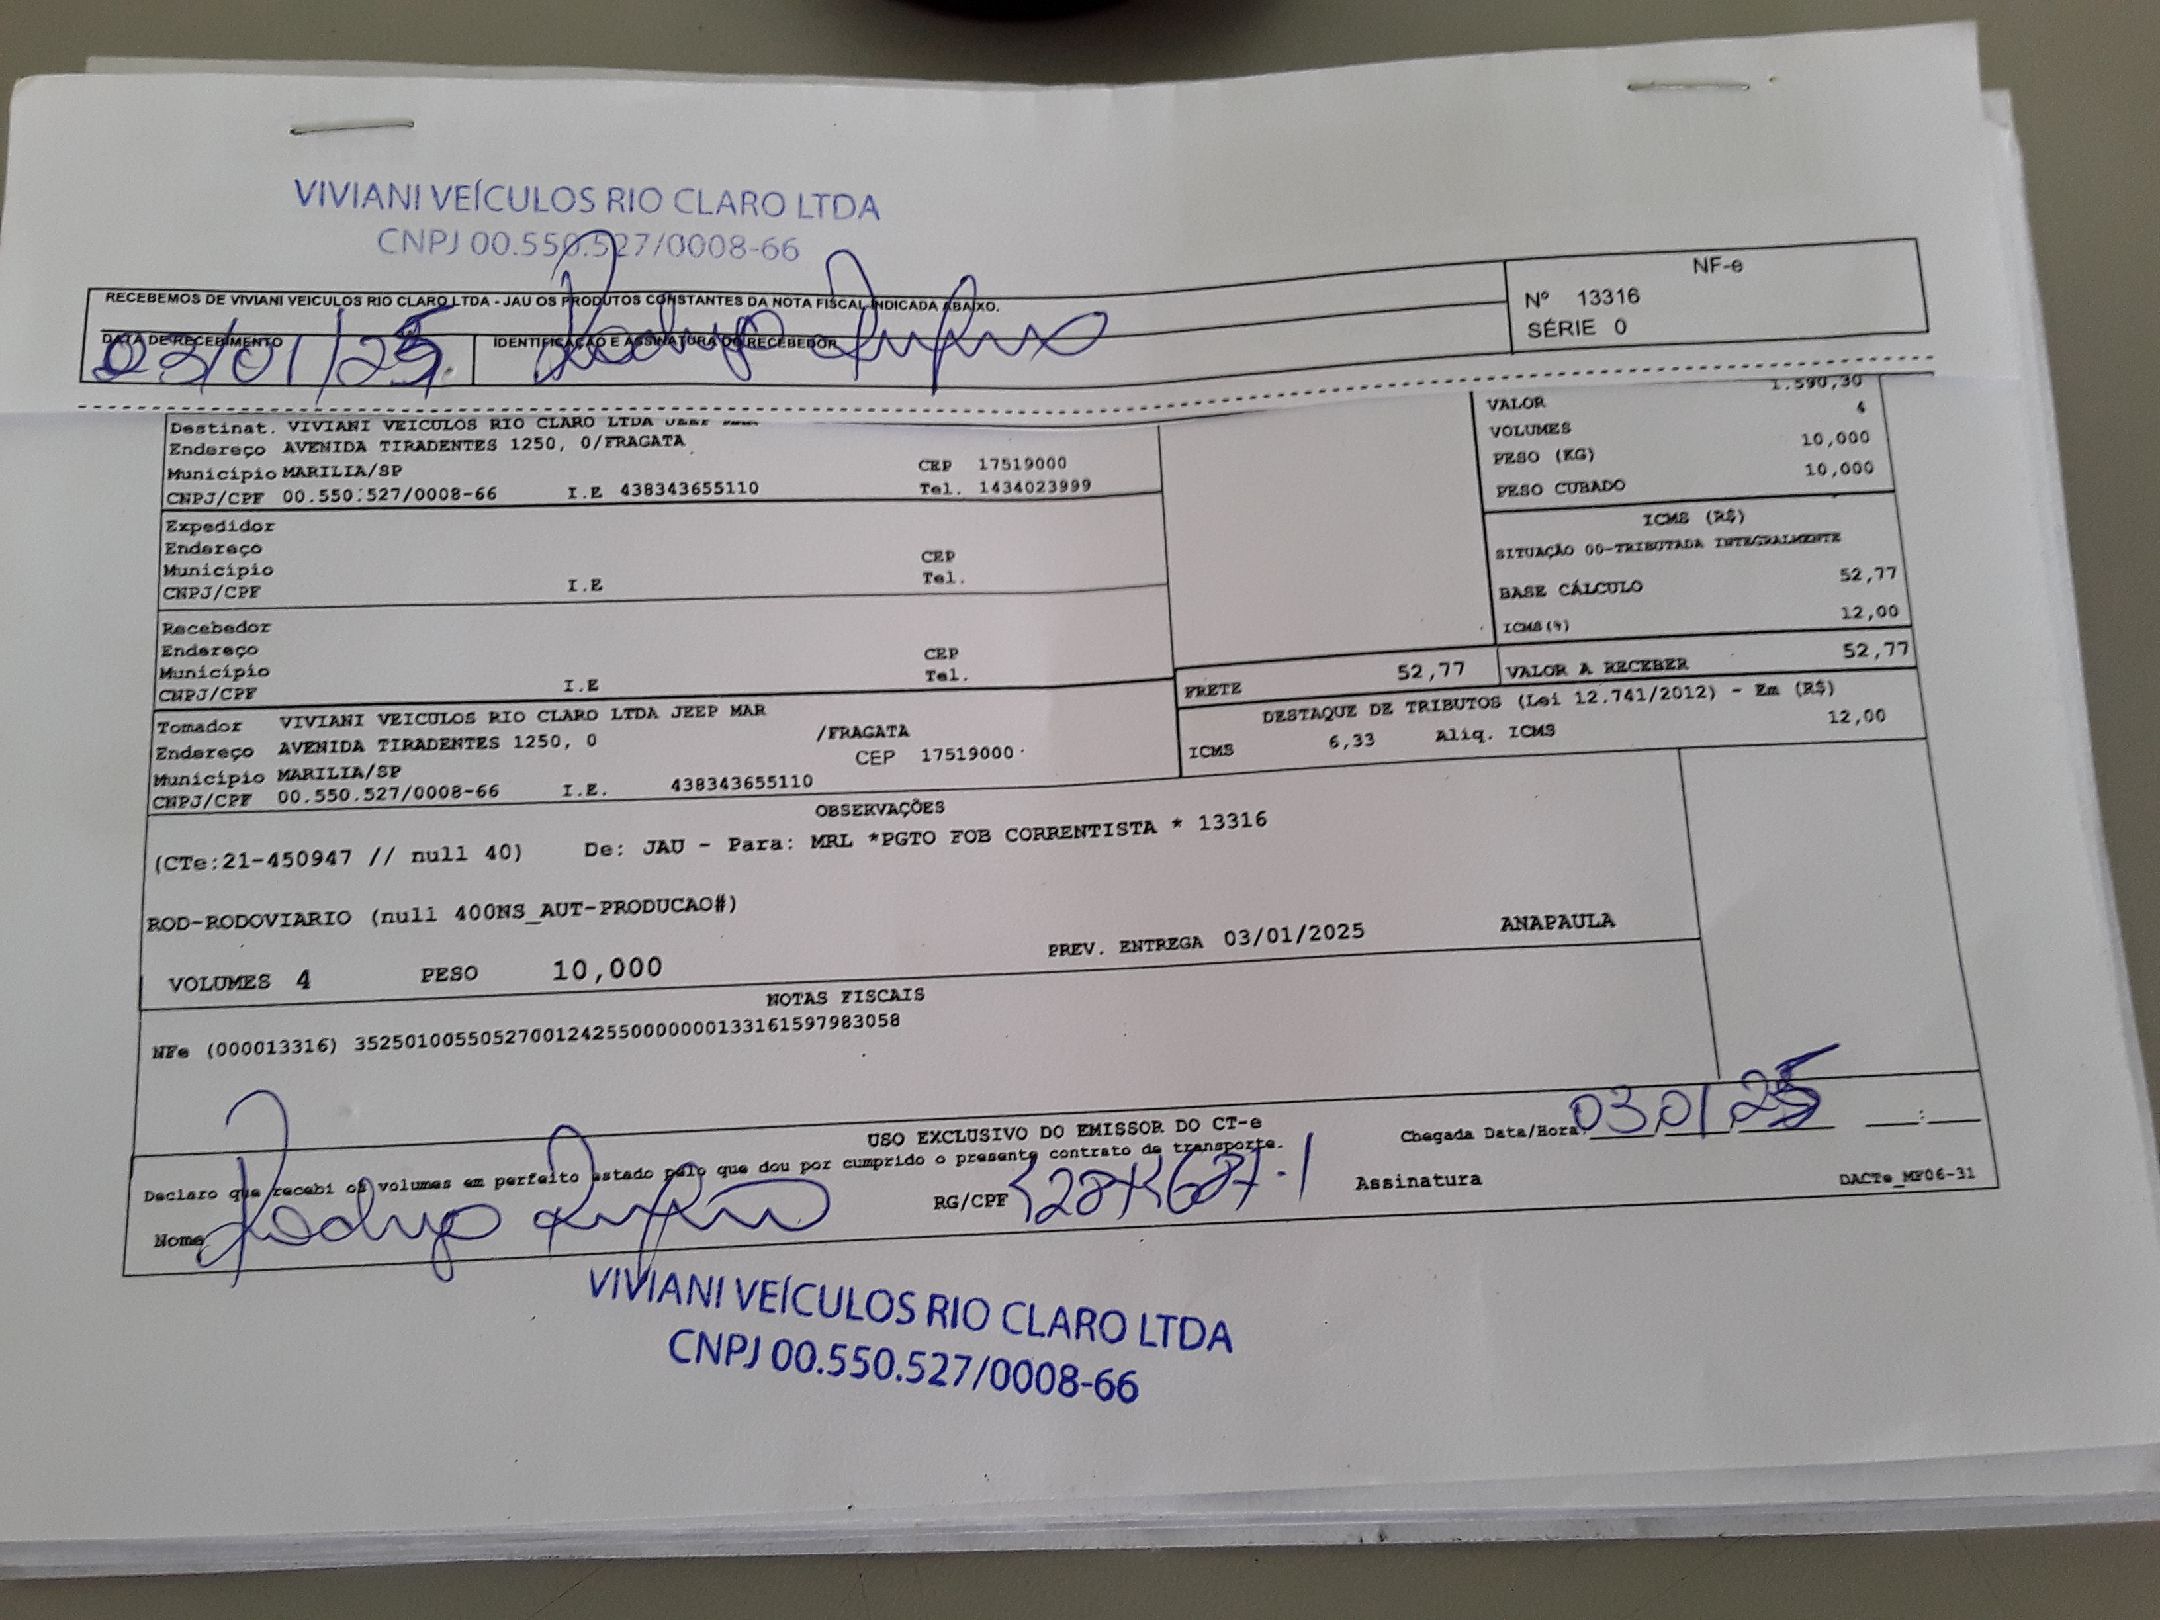 VIVIANI VEÍCULOS RIO CLARO LTDA
CNPJ 00.550.527/0008-66
RECEBEMOS DE VIVIANI VEICULOS RIO CLARO LTDA - JAU OS PRODUTOS CONSTANTES DA NOTA FISCAL INDICADA ABAIXO.
DATA DE RECEBIMENTO
03/01/25
IDENTIFICAÇÃO E ASSINATURA DO RECEBEDOR
NF-e
Nº 13316
SÉRIE 0
Destinat. VIVIANI VEICULOS RIO CLARO LTDA
Endereço AVENIDA TIRADENTES 1250, 0/FRAGATA
Município MARILIA/SP CEP 17519000
CNPJ/CPF 00.550.527/0008-66 I.E 438343655110 Tel. 1434023999
Expedidor
Endereço
Município CEP
CNPJ/CPF I.E Tel.
Recebedor
Endereço
Município CEP
CNPJ/CPF I.E Tel.
Tomador VIVIANI VEICULOS RIO CLARO LTDA JEEP MAR
Endereço AVENIDA TIRADENTES 1250, 0 /FRAGATA
Município MARILIA/SP CEP 17519000
CNPJ/CPF 00.550.527/0008-66 I.E. 438343655110
VALOR 1.590,30
VOLUMES 4
PESO (KG) 10,000
PESO CUBADO 10,000
ICMS (R$)
SITUAÇÃO 00-TRIBUTADA INTEGRALMENTE
BASE CÁLCULO 52,77
ICMS(%) 12,00
FRETE 52,77 VALOR A RECEBER 52,77
DESTAQUE DE TRIBUTOS (Lei 12.741/2012) - Em (R$)
ICMS 6,33 Aliq. ICMS 12,00
OBSERVAÇÕES
(CTe:21-450947 // null 40) De: JAU - Para: MRL *PGTO FOB CORRENTISTA * 13316
ROD-RODOVIARIO (null 400NS_AUT-PRODUCAO#)
PREV. ENTREGA 03/01/2025 ANAPAULA
VOLUMES 4 PESO 10,000
NOTAS FISCAIS
NFe (000013316) 35250100550527001242550000000133161597983058
USO EXCLUSIVO DO EMISSOR DO CT-e
Declaro que recebi os volumes em perfeito estado pelo que dou por cumprido o presente contrato de transporte.
Chegada Data/Hora: 03 01 25 :
Nome Rodrigo
RG/CPF
Assinatura
DACTe_MF06-31
VIVIANI VEÍCULOS RIO CLARO LTDA
CNPJ 00.550.527/0008-66